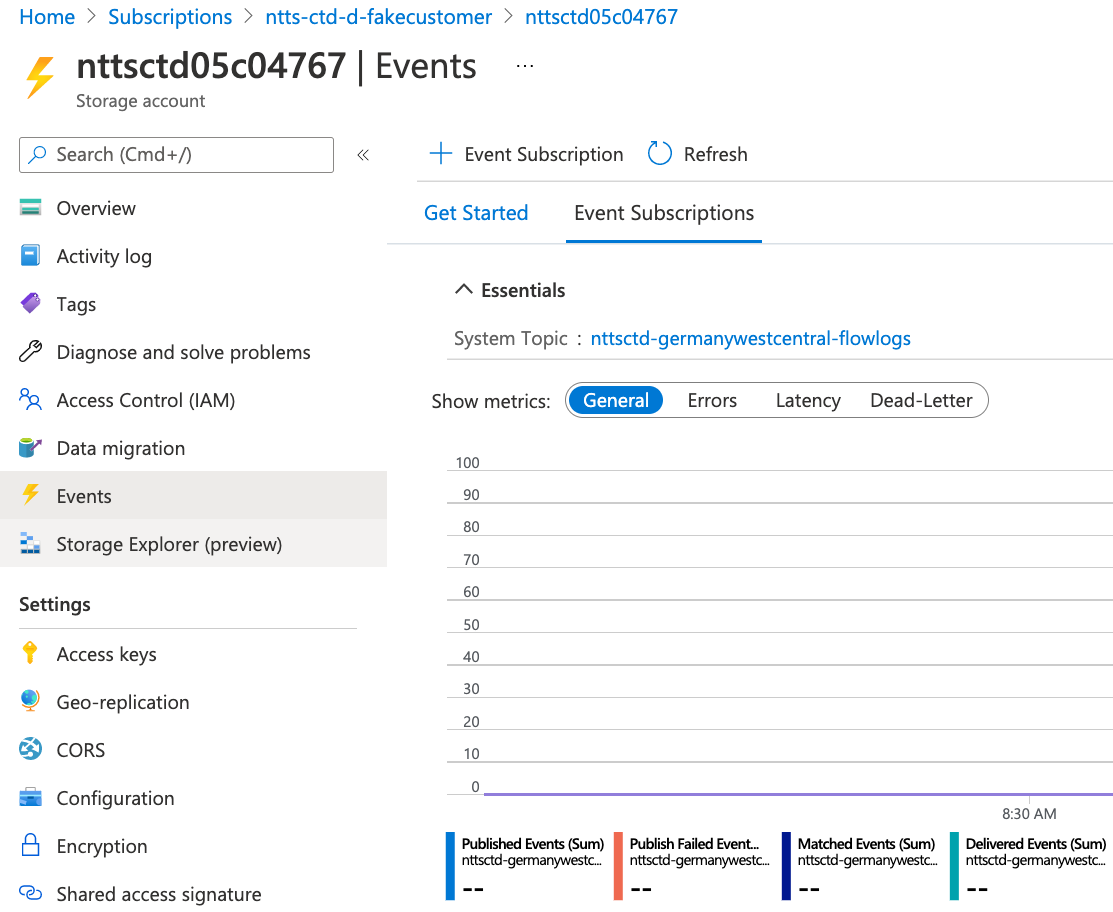 Home > Subscriptions > ntts-ctd-d-fakecustomer > nttsctd05c04767
nttsctd05c04767 | Events ...
Storage account
Search (Cmd+/)
«
Overview
Activity log
Tags
Diagnose and solve problems
Access Control (IAM)
Data migration
Events
Storage Explorer (preview)
Settings
Access keys
Geo-replication
CORS
Configuration
Encryption
Shared access signature
Event Subscription Refresh
Get Started Event Subscriptions
Essentials
System Topic : nttsctd-germanywestcentral-flowlogs
Show metrics: General Errors Latency Dead-Letter
100
90
80
70
60
50
40
30
20
10
0
8:30 AM
Published Events (Sum)
nttsctd-germanywestc...
--
Publish Failed Event...
nttsctd-germanywestc...
--
Matched Events (Sum)
nttsctd-germanywestc...
--
Delivered Events (Sum)
nttsctd-germanywestc...
--